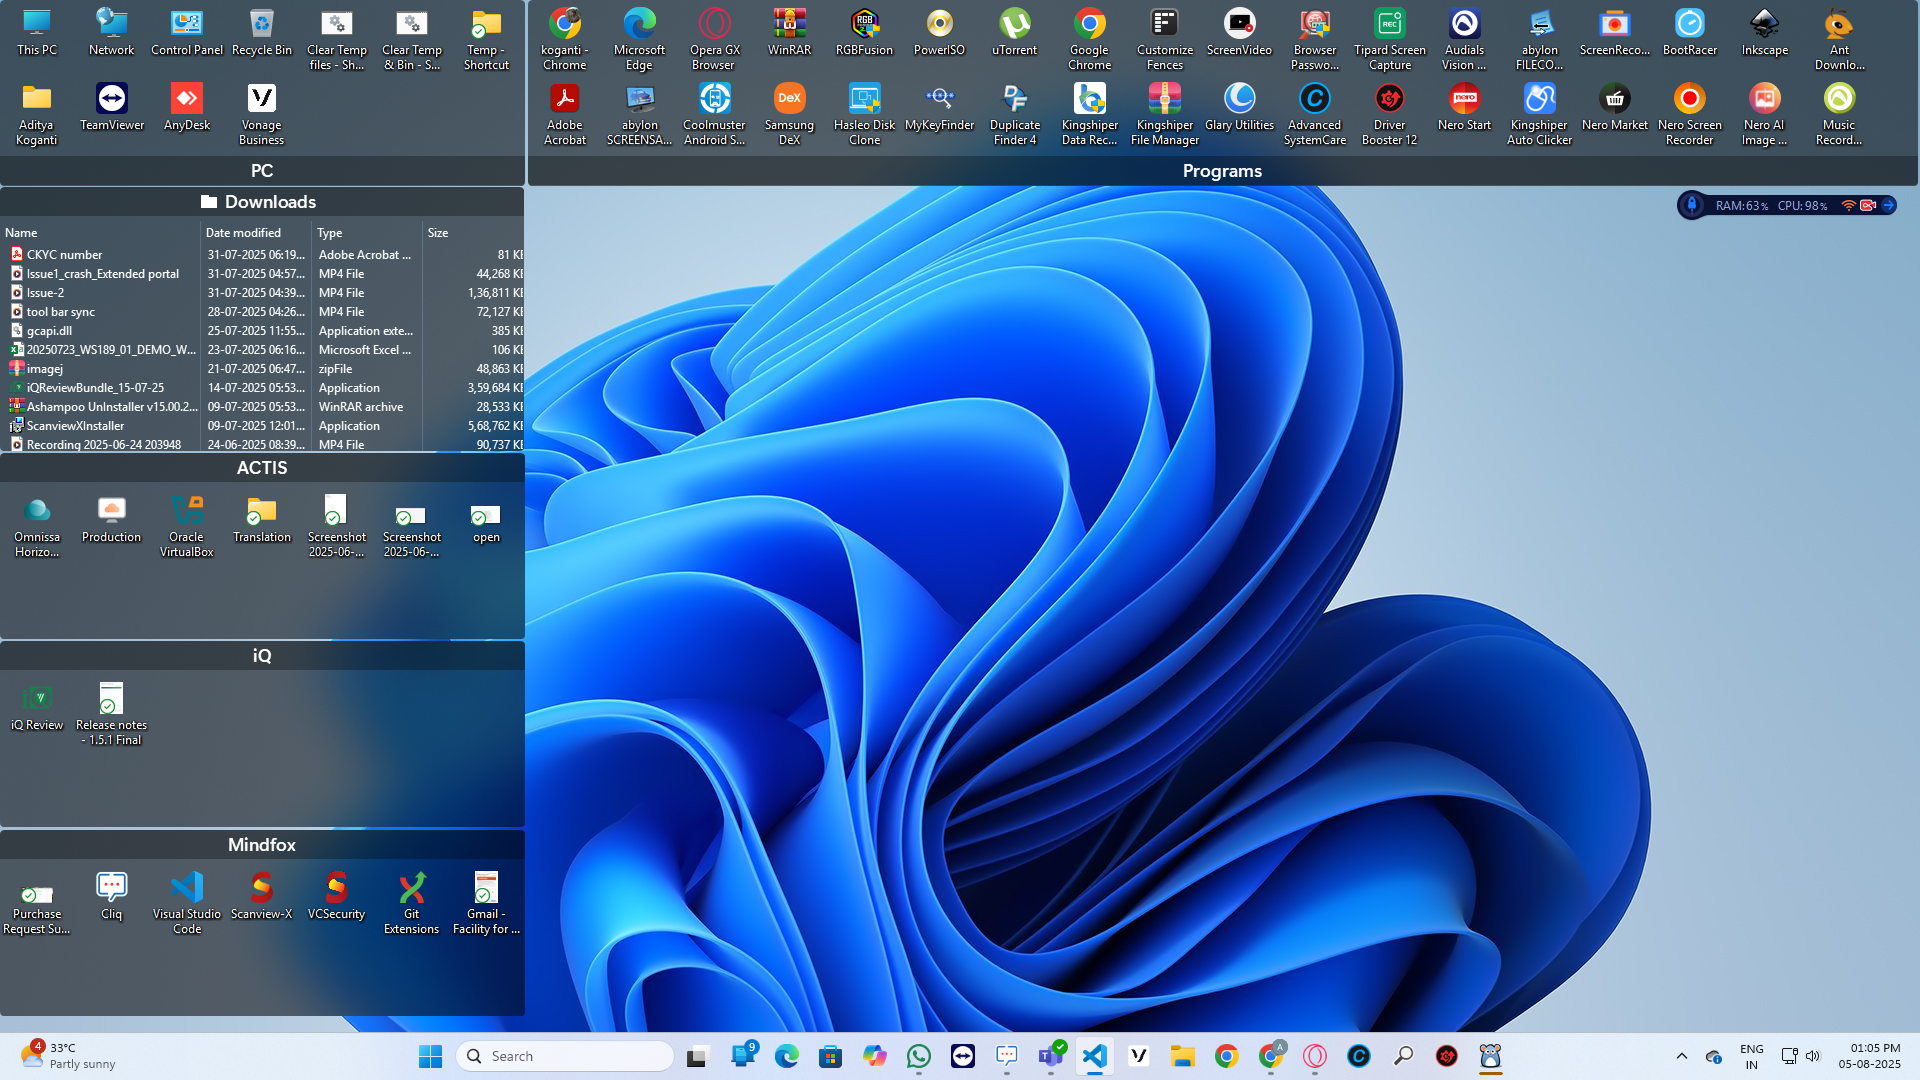 This PC
Network
Control Panel
Recycle Bin
Clear Temp
files - Sh...
Clear Temp
& Bin - S...
Temp -
Shortcut
Aditya
Koganti
TeamViewer
AnyDesk
Vonage
Business
PC
koganti -
Chrome
Microsoft
Edge
Opera GX
Browser
WinRAR
RGBFusion
PowerISO
uTorrent
Google
Chrome
Customize
Fences
ScreenVideo
Browser
Passwo...
Tipard Screen
Capture
Audials
Vision ...
abylon
FILECO...
ScreenReco...
BootRacer
Inkscape
Ant
Downlo...
Adobe
Acrobat
abylon
SCREENSA...
Coolmuster
Android S...
Samsung
DeX
Hasleo Disk
Clone
MyKeyFinder
Duplicate
Finder 4
Kingshiper
Data Rec...
Kingshiper
File Manager
Glary Utilities
Advanced
SystemCare
Driver
Booster 12
Nero Start
Kingshiper
Auto Clicker
Nero Market
Nero Screen
Recorder
Nero AI
Image ...
Music
Record...
Programs
RAM:63% CPU:98%
Downloads
Name Date modified Type Size
CKYC number 31-07-2025 06:19... Adobe Acrobat ... 81 KB
Issue1_crash_Extended portal 31-07-2025 04:57... MP4 File 44,268 KB
Issue-2 31-07-2025 04:39... MP4 File 1,36,811 KB
tool bar sync 28-07-2025 04:26... MP4 File 72,127 KB
gcapi.dll 25-07-2025 11:55... Application exte... 385 KB
20250723_WS189_01_DEMO_W... 23-07-2025 06:16... Microsoft Excel ... 106 KB
imagej 21-07-2025 06:47... zipFile 48,863 KB
iQReviewBundle_15-07-25 14-07-2025 05:53... Application 3,59,684 KB
Ashampoo UnInstaller v15.00.2... 09-07-2025 05:53... WinRAR archive 28,533 KB
ScanviewXInstaller 09-07-2025 12:01... Application 5,68,762 KB
Recording 2025-06-24 203948 24-06-2025 08:39... MP4 File 90,737 KB
ACTIS
Omnissa
Horizo...
Production
Oracle
VirtualBox
Translation
Screenshot
2025-06-...
Screenshot
2025-06-...
open
iQ
iQ Review
Release notes
- 1.5.1 Final
Mindfox
Purchase
Request Su...
Cliq
Visual Studio
Code
Scanview-X
VCSecurity
Git
Extensions
Gmail -
Facility for ...
4
33°C
Partly sunny
Search
9
A
ENG
IN
01:05 PM
05-08-2025